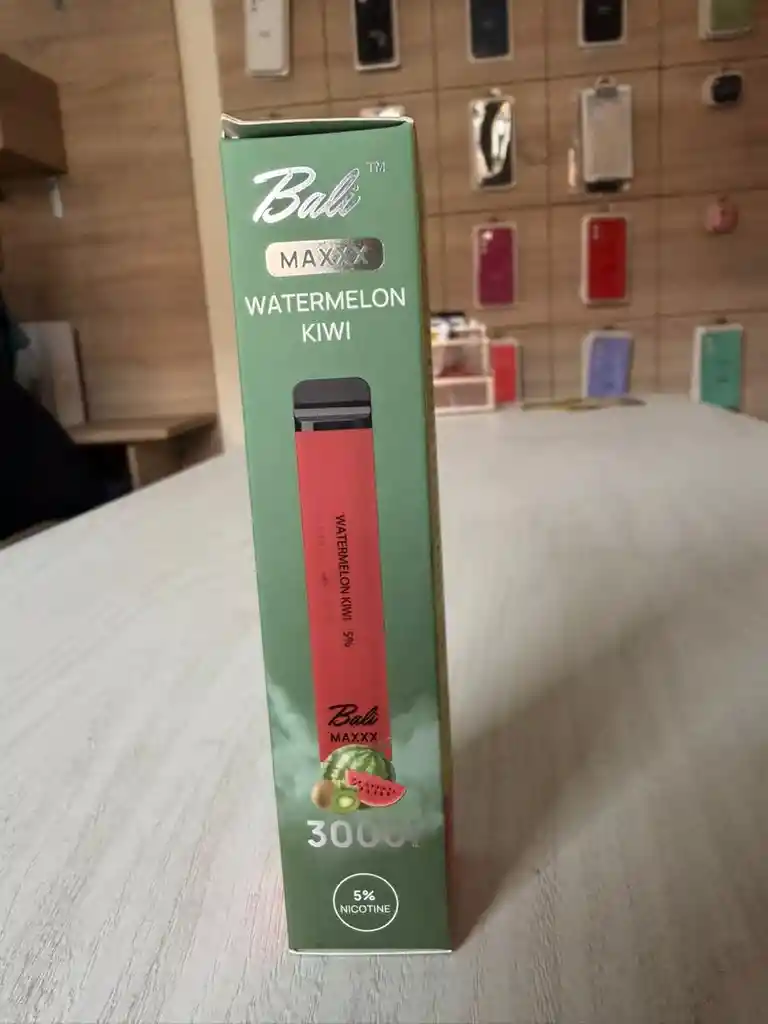 Bali™
MAXXX
WATERMELON
KIWI
WATERMELON KIWI 5%
Bali
MAXXX
5%
NICOTINE